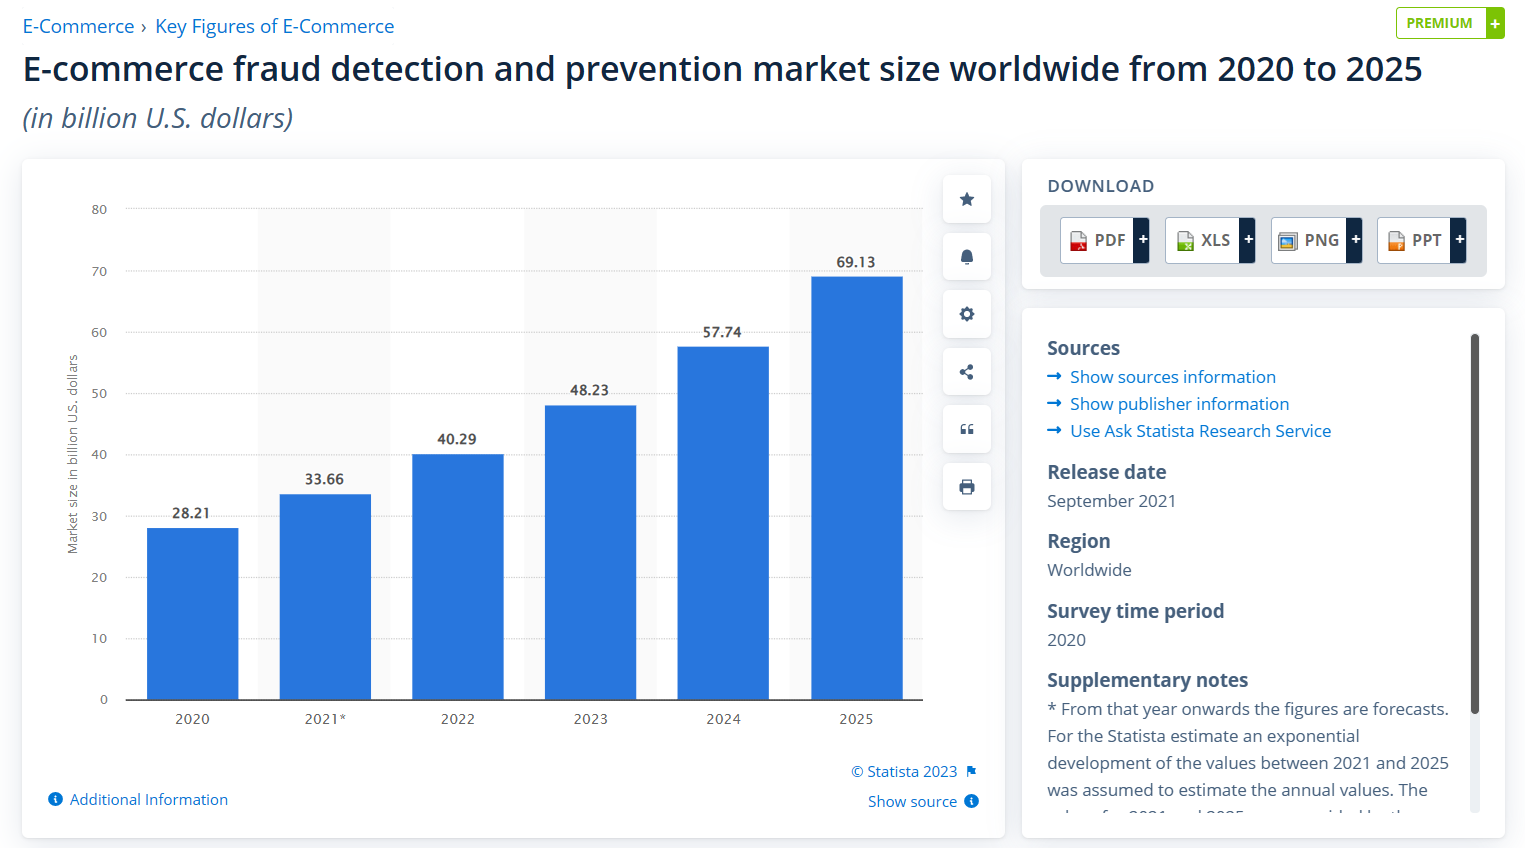 E-Commerce › Key Figures of E-Commerce
PREMIUM +
E-commerce fraud detection and prevention market size worldwide from 2020 to 2025
(in billion U.S. dollars)
Market size in billion U.S. dollars
80
70
60
50
40
30
20
10
0
28.21
33.66
40.29
48.23
57.74
69.13
2020
2021*
2022
2023
2024
2025
© Statista 2023
Additional Information
Show source
DOWNLOAD
PDF + XLS + PNG + PPT +
Sources
Show sources information
Show publisher information
Use Ask Statista Research Service
Release date
September 2021
Region
Worldwide
Survey time period
2020
Supplementary notes
* From that year onwards the figures are forecasts.
For the Statista estimate an exponential
development of the values between 2021 and 2025
was assumed to estimate the annual values. The